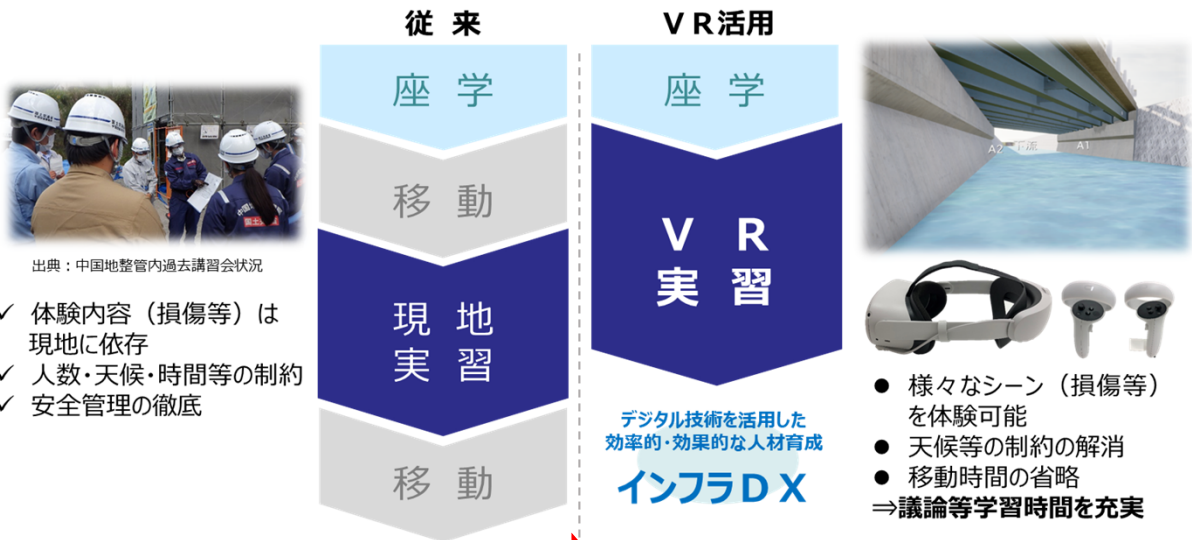 従 来
座 学
移 動
現 地
実 習
移 動
出典：中国地整管内過去講習会状況
✓ 体験内容（損傷等）は
現地に依存
✓ 人数・天候・時間等の制約
✓ 安全管理の徹底
ＶＲ活用
座 学
Ｖ Ｒ
実 習
デジタル技術を活用した
効率的・効果的な人材育成
インフラＤＸ
A2
A1
● 様々なシーン（損傷等）
を体験可能
● 天候等の制約の解消
● 移動時間の省略
⇒議論等学習時間を充実